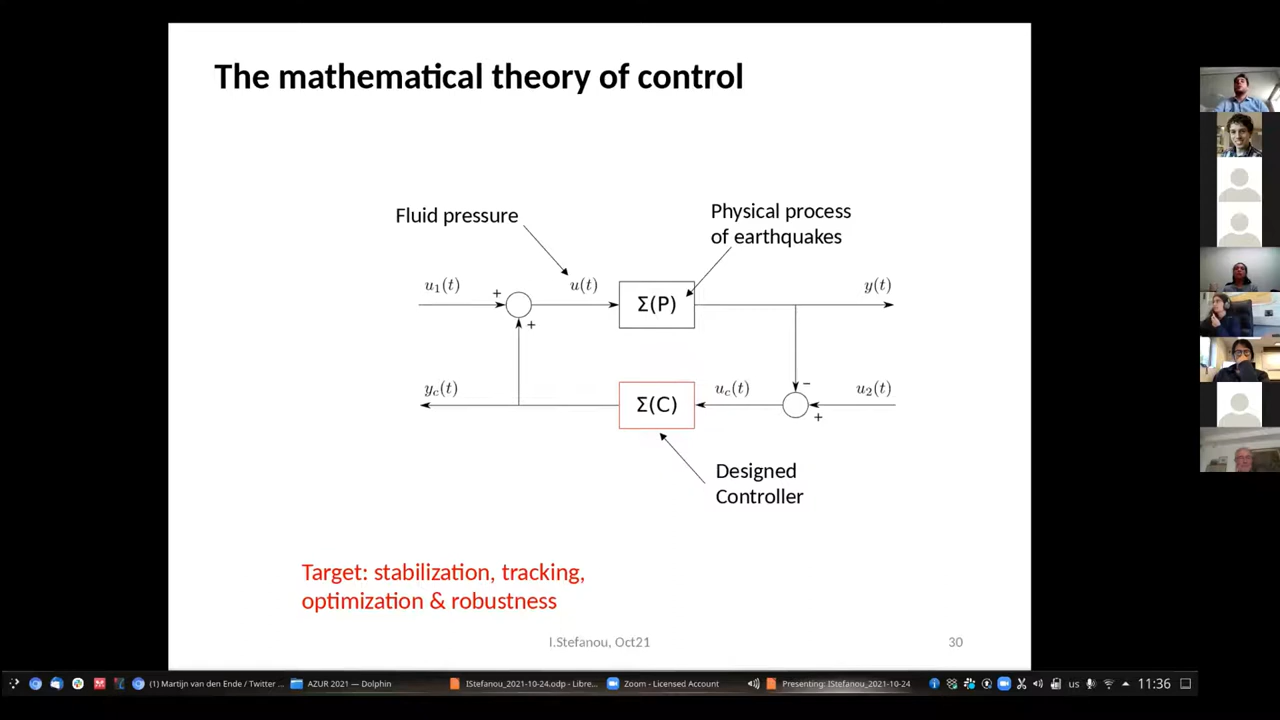 The mathematical theory of control
Fluid pressure
Physical process
of earthquakes
u₁(t)
+
u(t)
Σ(P)
y(t)
+
y_c(t)
Σ(C)
u_c(t)
−
u₂(t)
+
Designed
Controller
Target: stabilization, tracking,
optimization & robustness
I.Stefanou, Oct21
30
(1) Martijn van den Ende / Twitter ...
AZUR 2021 — Dolphin
IStefanou_2021-10-24.odp - Libre...
Zoom - Licensed Account
Presenting: IStefanou_2021-10-24
us
11:36